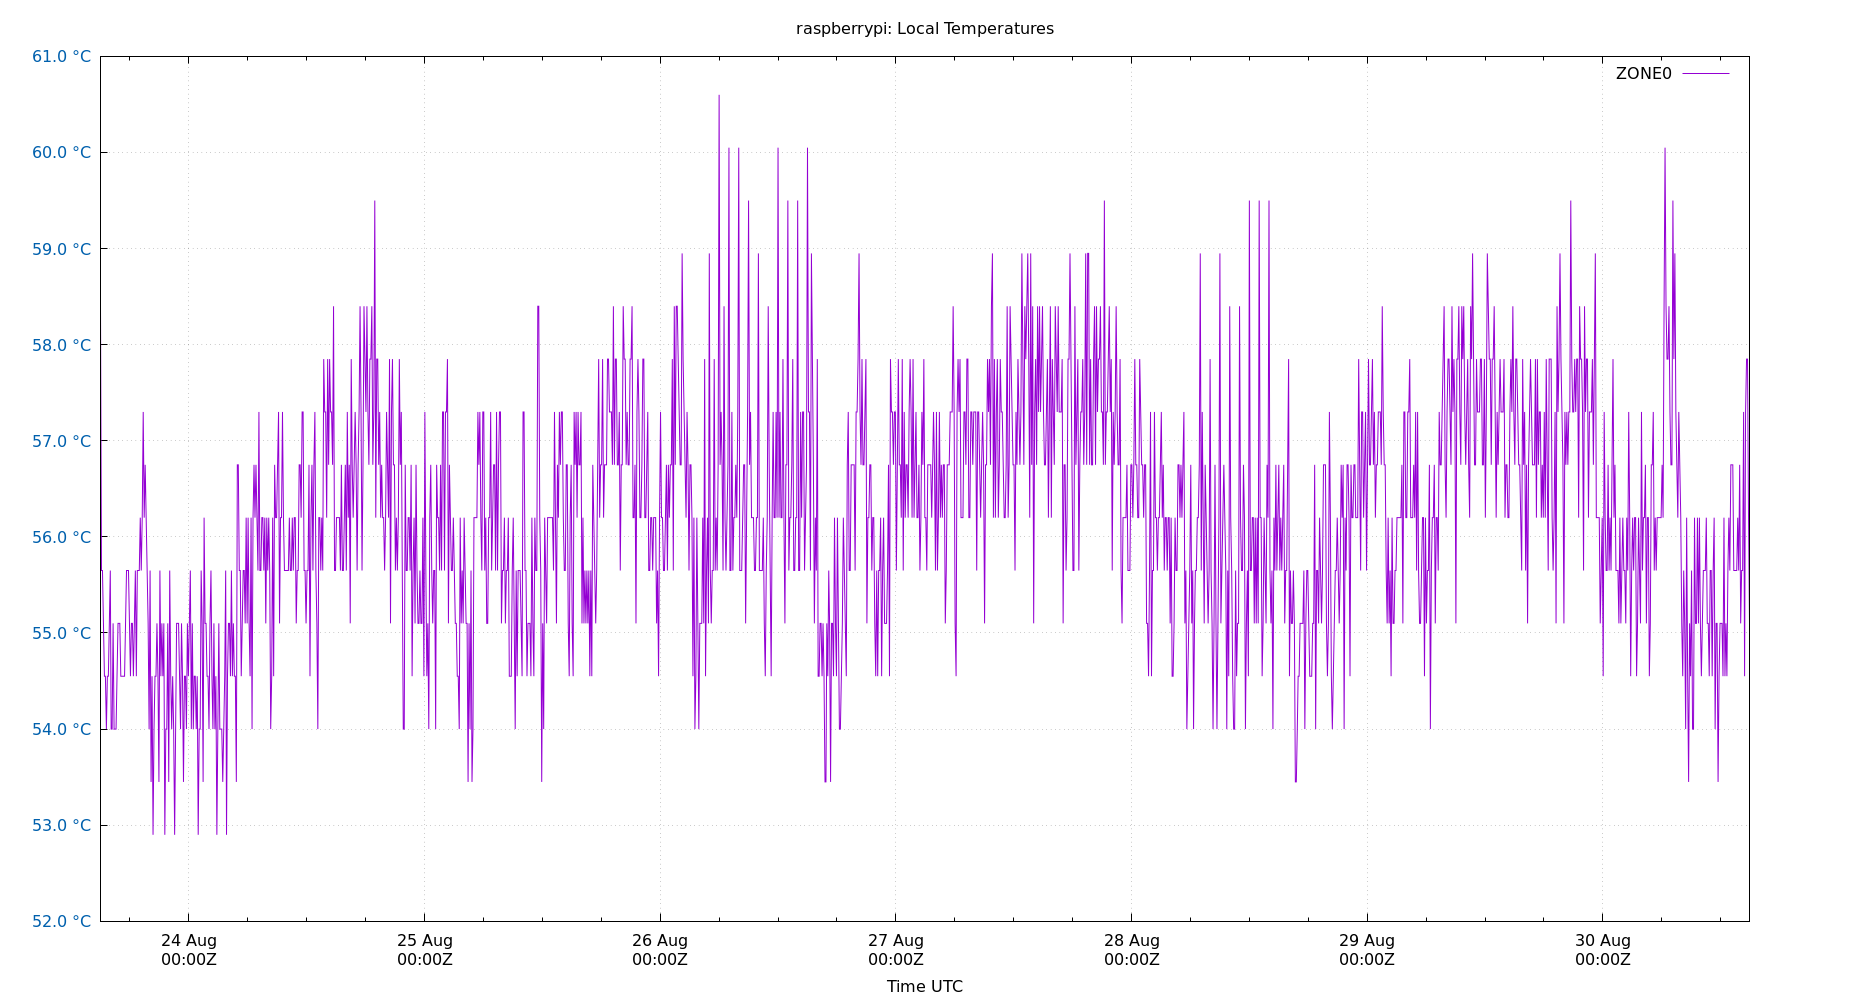 raspberrypi: Local Temperatures
61.0 °C
ZONE0
60.0 °C
59.0 °C
58.0 °C
57.0 °C
56.0 °C
55.0 °C
54.0 °C
53.0 °C
52.0 °C
24 Aug 25 Aug 26 Aug 27 Aug 28 Aug 29 Aug 30 Aug
00:00Z 00:00Z 00:00Z 00:00Z 00:00Z 00:00Z 00:00Z
Time UTC